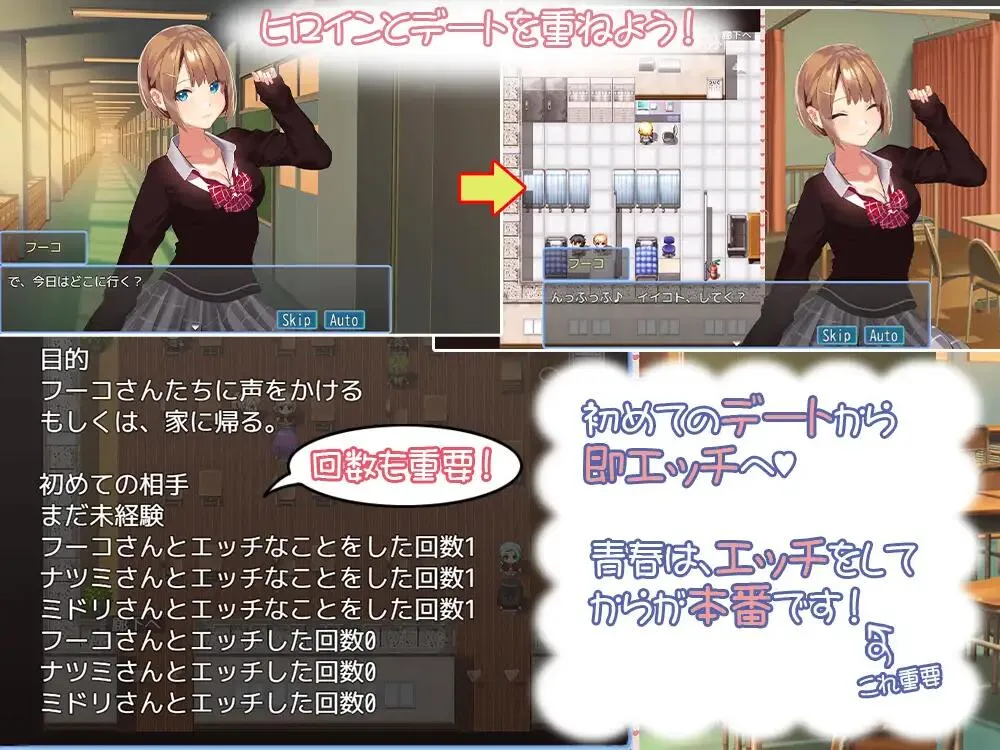 ヒロインとデートを重ねよう!
フーコ
で、今日はどこに行く?
Skip Auto
廊下へ
フーコ
んっふっふ♪ イイコト、してく?
Skip Auto
目的
フーコさんたちに声をかける
もしくは、家に帰る。
回数も重要!
初めての相手
まだ未経験
フーコさんとエッチなことをした回数1
ナツミさんとエッチなことをした回数1
ミドリさんとエッチなことをした回数1
フーコさんとエッチした回数0
ナツミさんとエッチした回数0
ミドリさんとエッチした回数0
初めてのデートから
即エッチへ♥
青春は、エッチをして
からが本番です!
これ重要